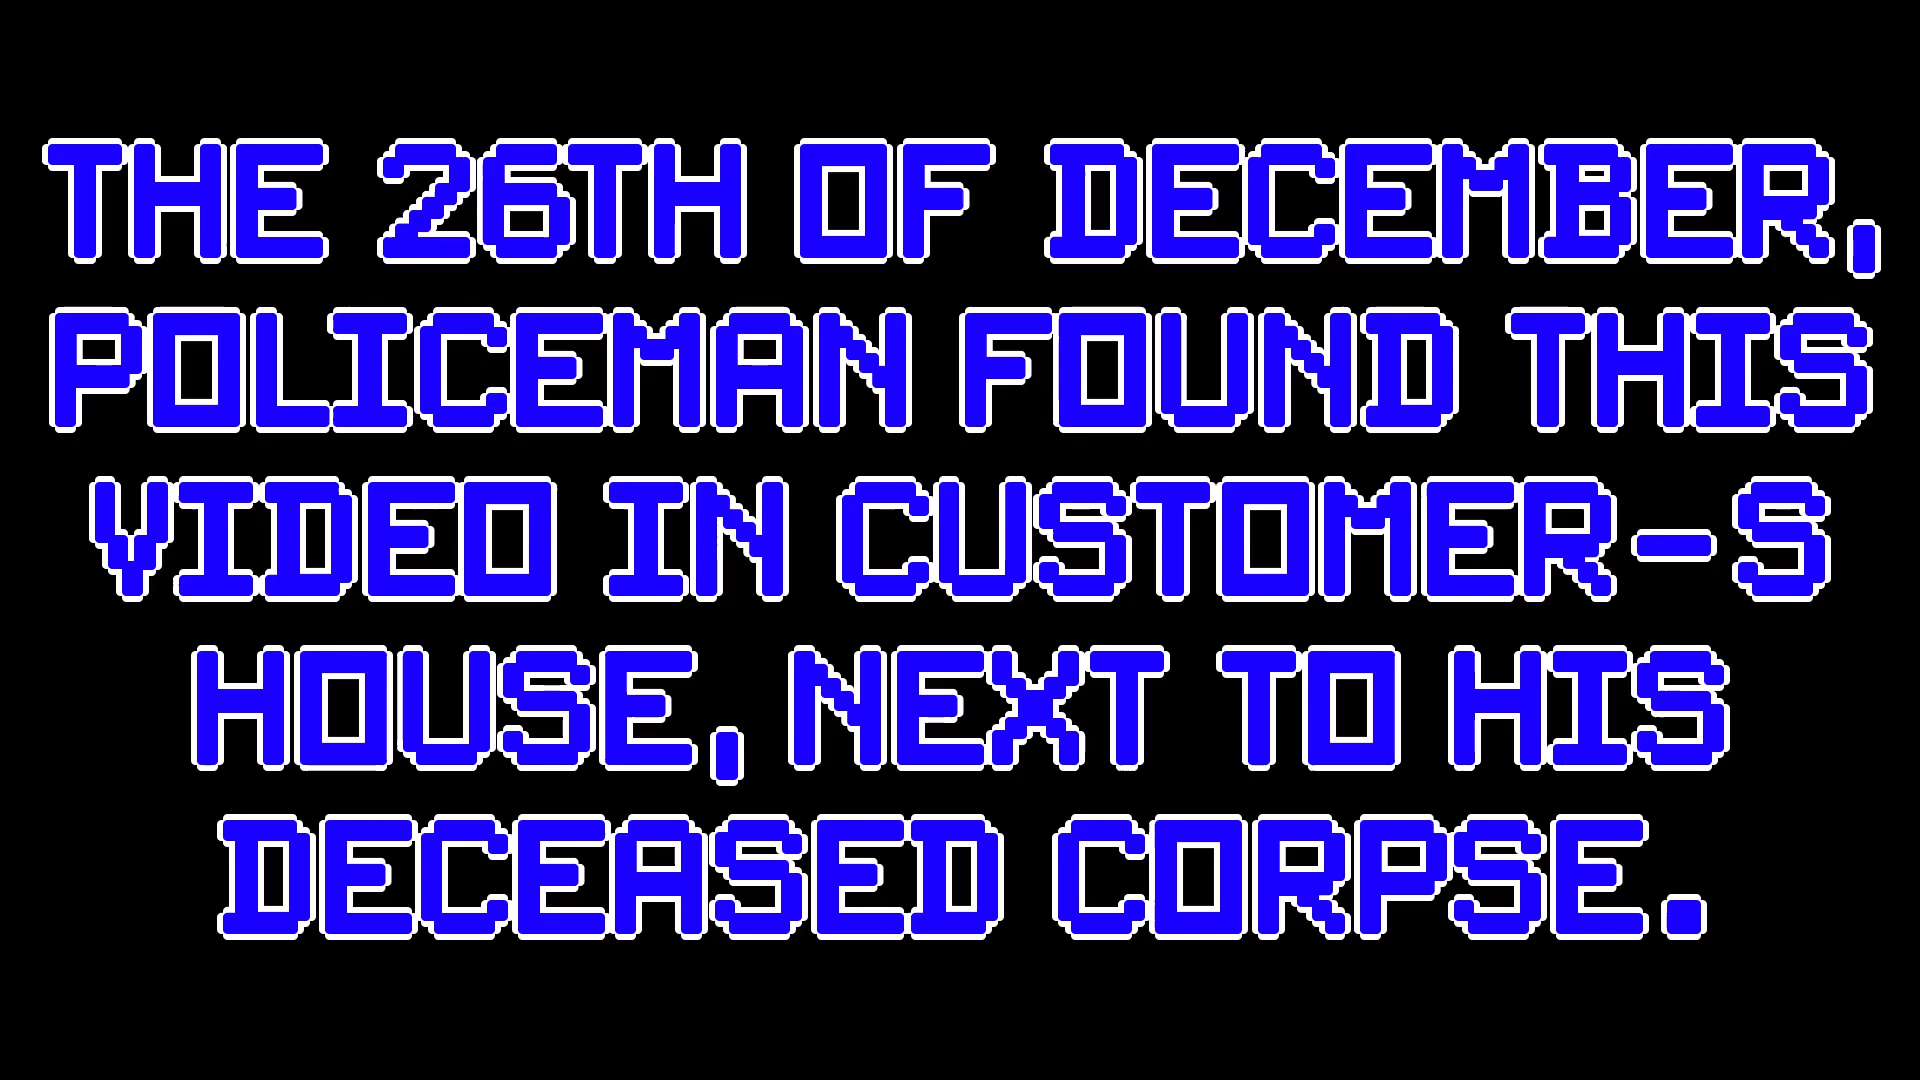 THE 26TH OF DECEMBER,
POLICEMAN FOUND THIS
VIDEO IN CUSTOMER-S
HOUSE, NEXT TO HIS
DECEASED CORPSE.